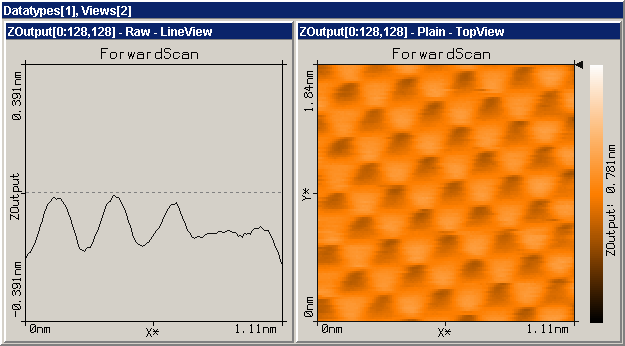 Datatypes[1], Views[2]
ZOutput[0:128,128] - Raw - LineView
ForwardScan
0.391nm
ZOutput
-0.391nm
0nm
X*
1.11nm
ZOutput[0:128,128] - Plain - TopView
ForwardScan
1.84nm
Y*
0nm
0nm
X*
1.11nm
ZOutput: 0.781nm